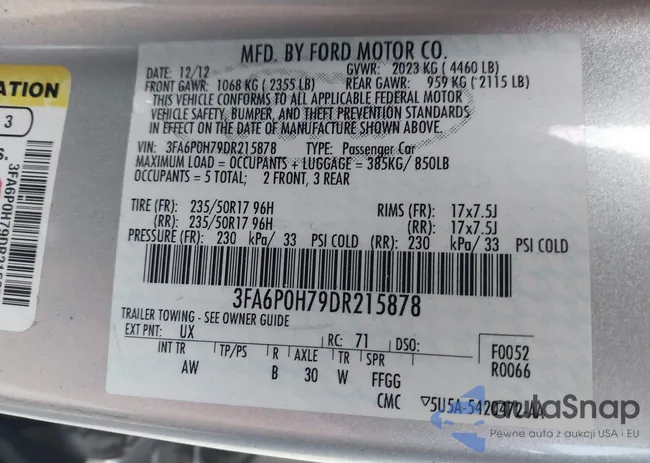 MFD. BY FORD MOTOR CO.
DATE: 12/12 GVWR: 2023 KG ( 4460 LB)
FRONT GAWR: 1068 KG ( 2355 LB) REAR GAWR: 959 KG ( 2115 LB)
THIS VEHICLE CONFORMS TO ALL APPLICABLE FEDERAL MOTOR
VEHICLE SAFETY, BUMPER, AND THEFT PREVENTION STANDARDS
IN EFFECT ON THE DATE OF MANUFACTURE SHOWN ABOVE.
VIN: 3FA6P0H79DR215878 TYPE: Passenger Car
MAXIMUM LOAD = OCCUPANTS + LUGGAGE = 385KG/ 850LB
OCCUPANTS = 5 TOTAL; 2 FRONT, 3 REAR
TIRE (FR): 235/50R17 96H RIMS (FR): 17x7.5J
(RR): 235/50R17 96H (RR): 17x7.5J
PRESSURE (FR): 230 kPa/ 33 PSI COLD (RR): 230 kPa/ 33 PSI COLD
3FA6P0H79DR215878
TRAILER TOWING - SEE OWNER GUIDE
EXT PNT: UX RC: 71 DSO:
INT TR TP/PS R AXLE TR SPR
AW B 30 W FFGG
F0052
R0066
CMC 5U5A-5420472-AA
ATION
3
3FA6P0H79DR2158
autaSnap
Pewne auta z aukcji USA i EU